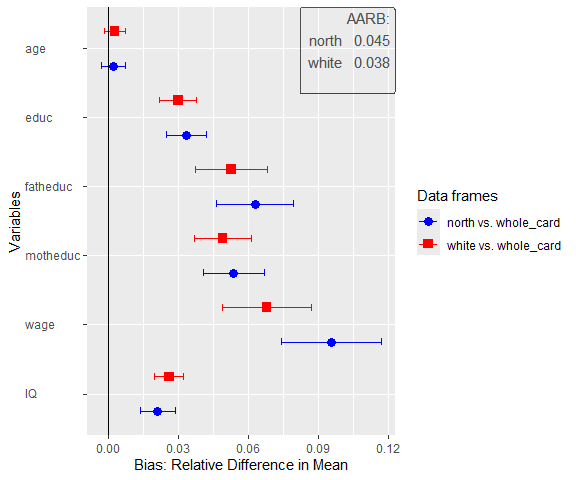 AARB:
north 0.045
white 0.038
age
educ
fatheduc
motheduc
wage
IQ
Variables
0.00 0.03 0.06 0.09 0.12
Bias: Relative Difference in Mean
Data frames
north vs. whole_card
white vs. whole_card